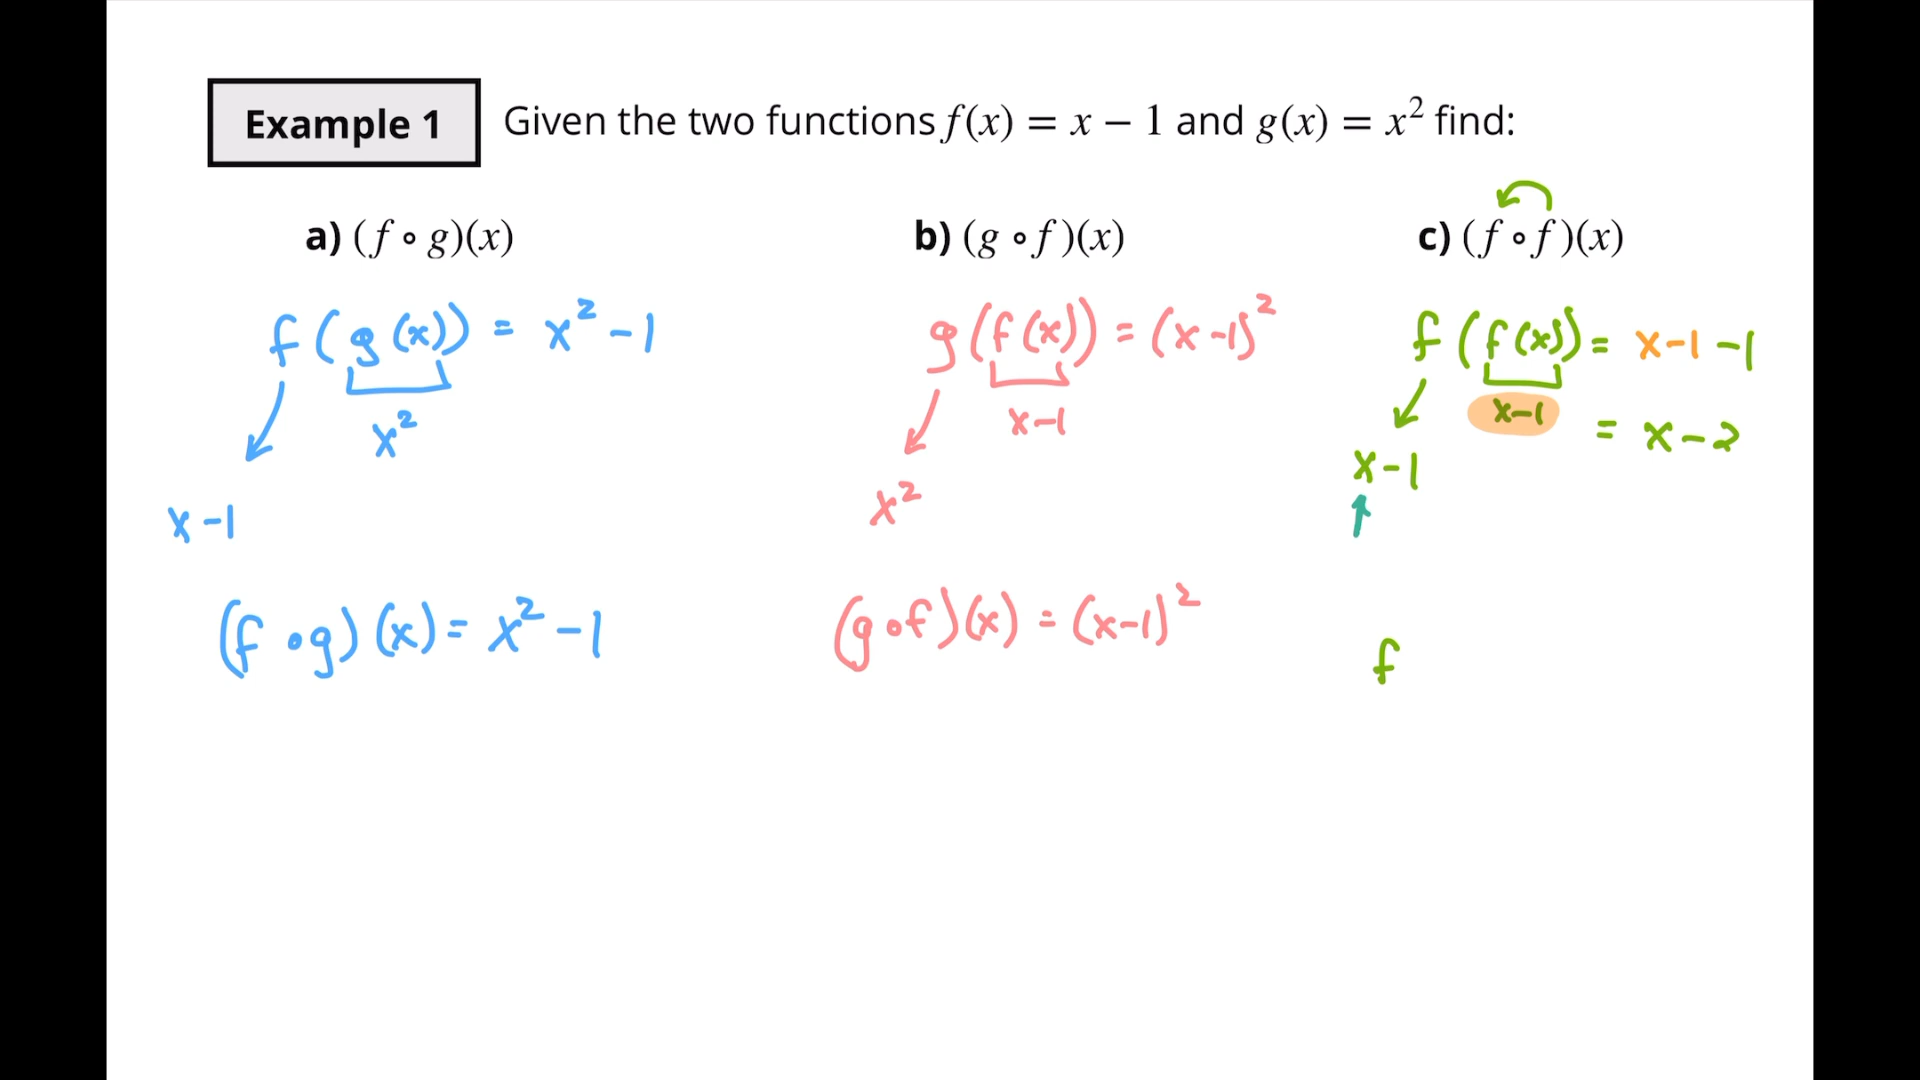 Example 1 Given the two functions f(x) = x − 1 and g(x) = x² find:
a) (f ∘ g)(x)
f(g(x)) = x² - 1
x²
x - 1
(f ∘ g)(x) = x² - 1
b) (g ∘ f)(x)
g(f(x)) = (x - 1)²
x - 1
x²
(g ∘ f)(x) = (x - 1)²
c) (f ∘ f)(x)
f(f(x)) = x - 1 - 1
x - 1
= x - 2
x - 1
f